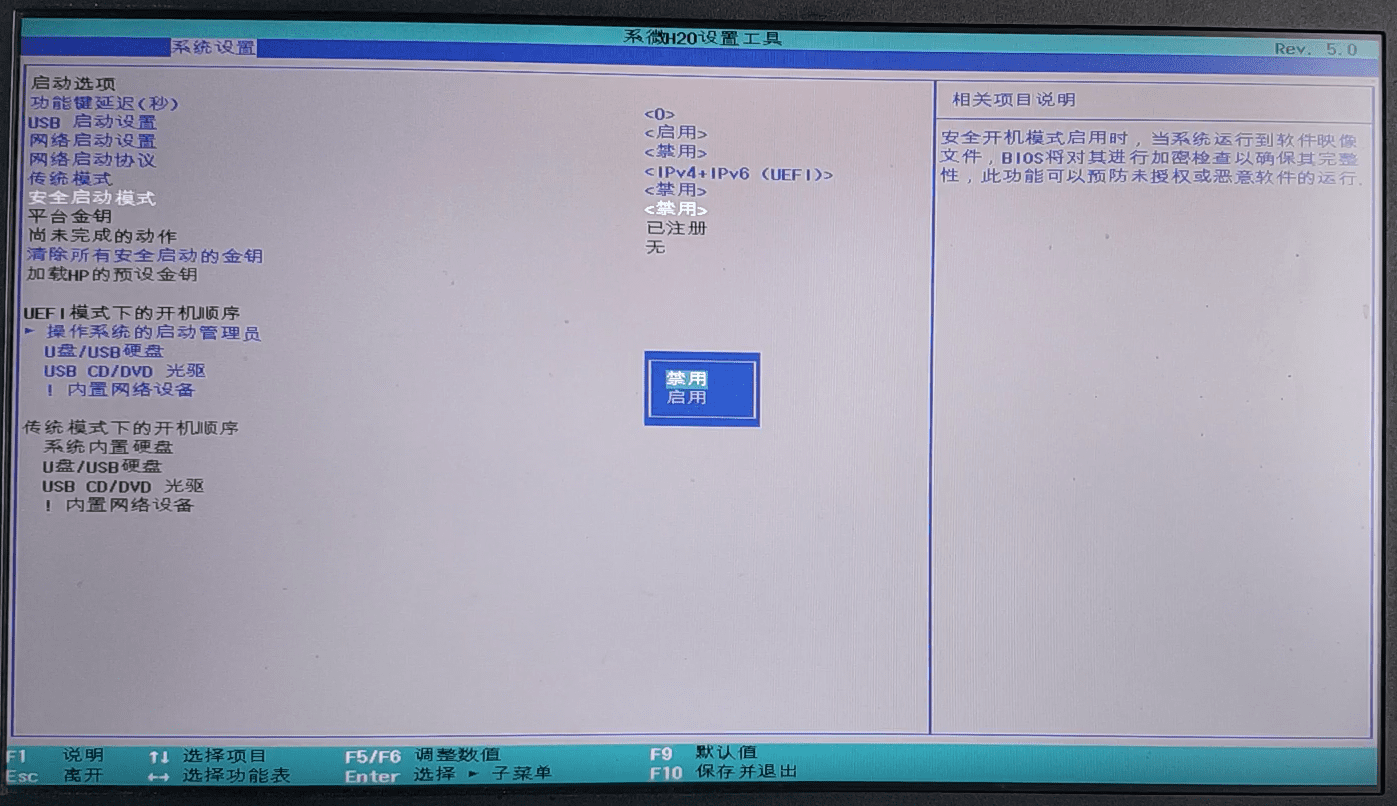 系微H2O设置工具
系统设置
Rev. 5.0
启动选项
功能键延迟(秒) <0>
USB 启动设置 <启用>
网络启动设置 <禁用>
网络启动协议 <IPv4+IPv6 (UEFI)>
传统模式 <禁用>
安全启动模式 <禁用>
平台金钥 已注册
尚未完成的动作 无
清除所有安全启动的金钥
加载HP的预设金钥
UEFI模式下的开机顺序
► 操作系统的启动管理员
U盘/USB硬盘
USB CD/DVD 光驱
! 内置网络设备
传统模式下的开机顺序
系统内置硬盘
U盘/USB硬盘
USB CD/DVD 光驱
! 内置网络设备
禁用
启用
相关项目说明
安全开机模式启用时，当系统运行到软件映像
文件，BIOS将对其进行加密检查以确保其完整
性，此功能可以预防未授权或恶意软件的运行.
F1 说明 ↑↓ 选择项目 F5/F6 调整数值 F9 默认值
Esc 离开 ←→ 选择功能表 Enter 选择 ► 子菜单 F10 保存并退出